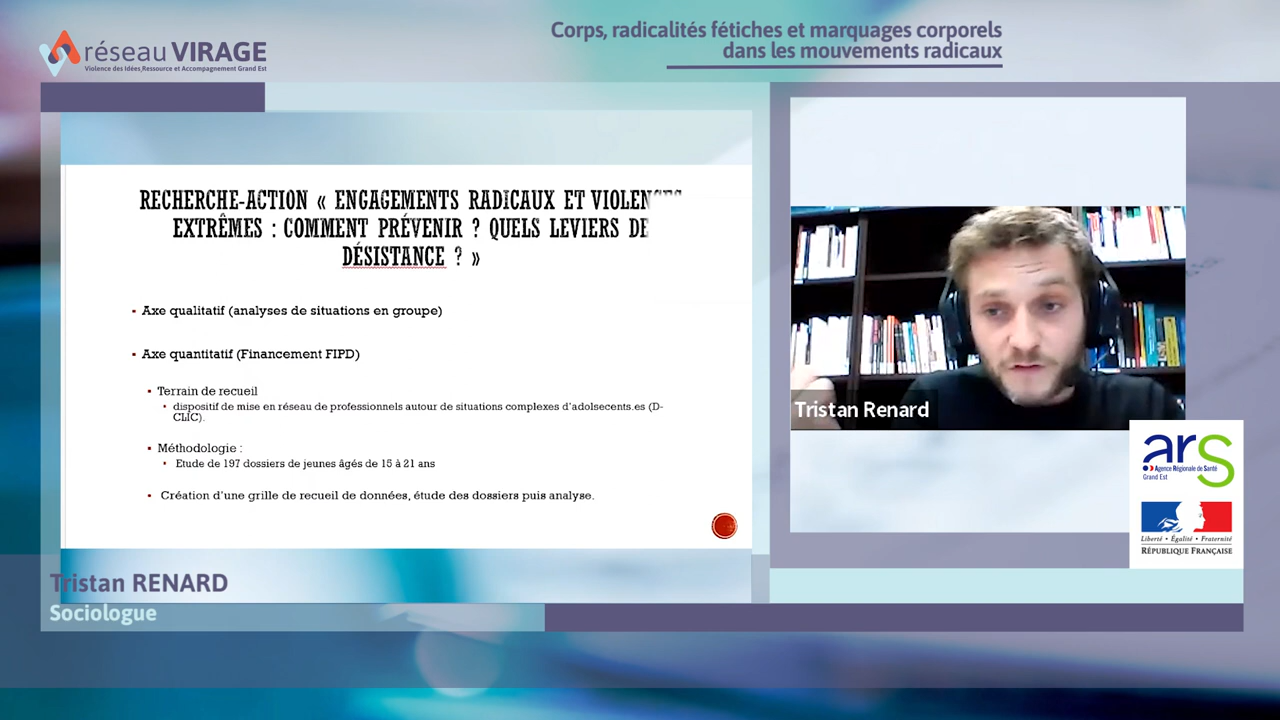 réseau VIRAGE
Violence des Idées,Ressource et Accompagnement Grand Est
Corps, radicalités fétiches et marquages corporels
dans les mouvements radicaux
RECHERCHE-ACTION « ENGAGEMENTS RADICAUX ET VIOLENCES
EXTRÊMES : COMMENT PRÉVENIR ? QUELS LEVIERS DE
DÉSISTANCE ? »
▪ Axe qualitatif (analyses de situations en groupe)
▪ Axe quantitatif (Financement FIPD)
▪ Terrain de recueil
▪ dispositif de mise en réseau de professionnels autour de situations complexes d'adolsecents.es (D-
CLIC).
▪ Méthodologie :
▪ Etude de 197 dossiers de jeunes âgés de 15 à 21 ans
▪ Création d'une grille de recueil de données, étude des dossiers puis analyse.
Tristan Renard
ars
Agence Régionale de Santé
Grand Est
Liberté • Égalité • Fraternité
RÉPUBLIQUE FRANÇAISE
Tristan RENARD
Sociologue